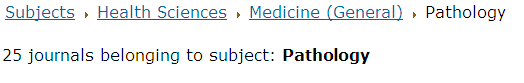 Subjects ▸ Health Sciences ▸ Medicine (General) ▸ Pathology
25 journals belonging to subject: Pathology